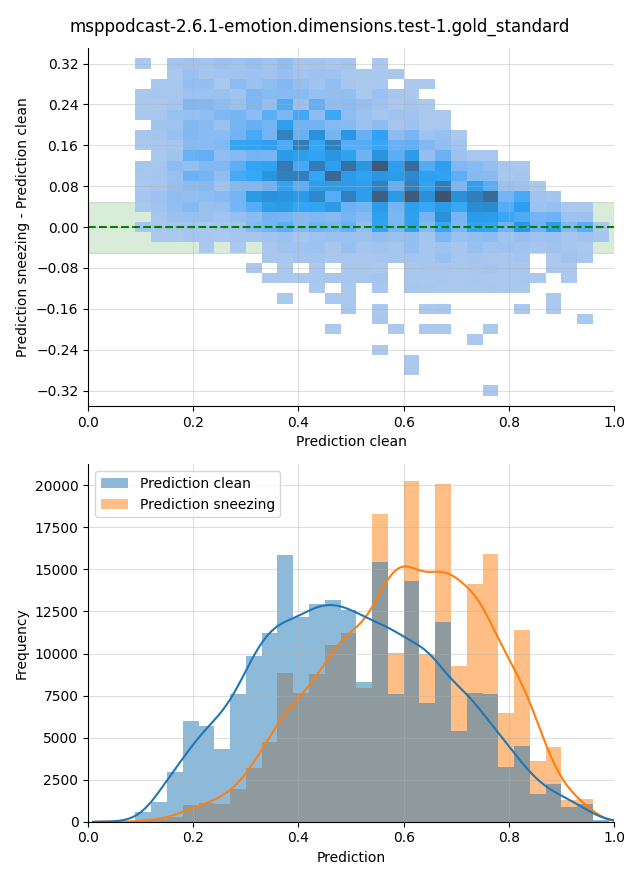 msppodcast-2.6.1-emotion.dimensions.test-1.gold_standard
0.32
0.24
0.16
0.08
0.00
−0.08
−0.16
−0.24
−0.32
Prediction sneezing - Prediction clean
0.0 0.2 0.4 0.6 0.8 1.0
Prediction clean
Prediction clean
Prediction sneezing
20000
17500
15000
12500
10000
7500
5000
2500
0
Frequency
0.0 0.2 0.4 0.6 0.8 1.0
Prediction